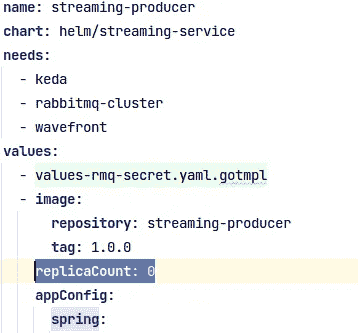 name: streaming-producer
chart: helm/streaming-service
needs:
- keda
- rabbitmq-cluster
- wavefront
values:
- values-rmq-secret.yaml.gotmpl
- image:
repository: streaming-producer
tag: 1.0.0
replicaCount: 0
appConfig:
spring: